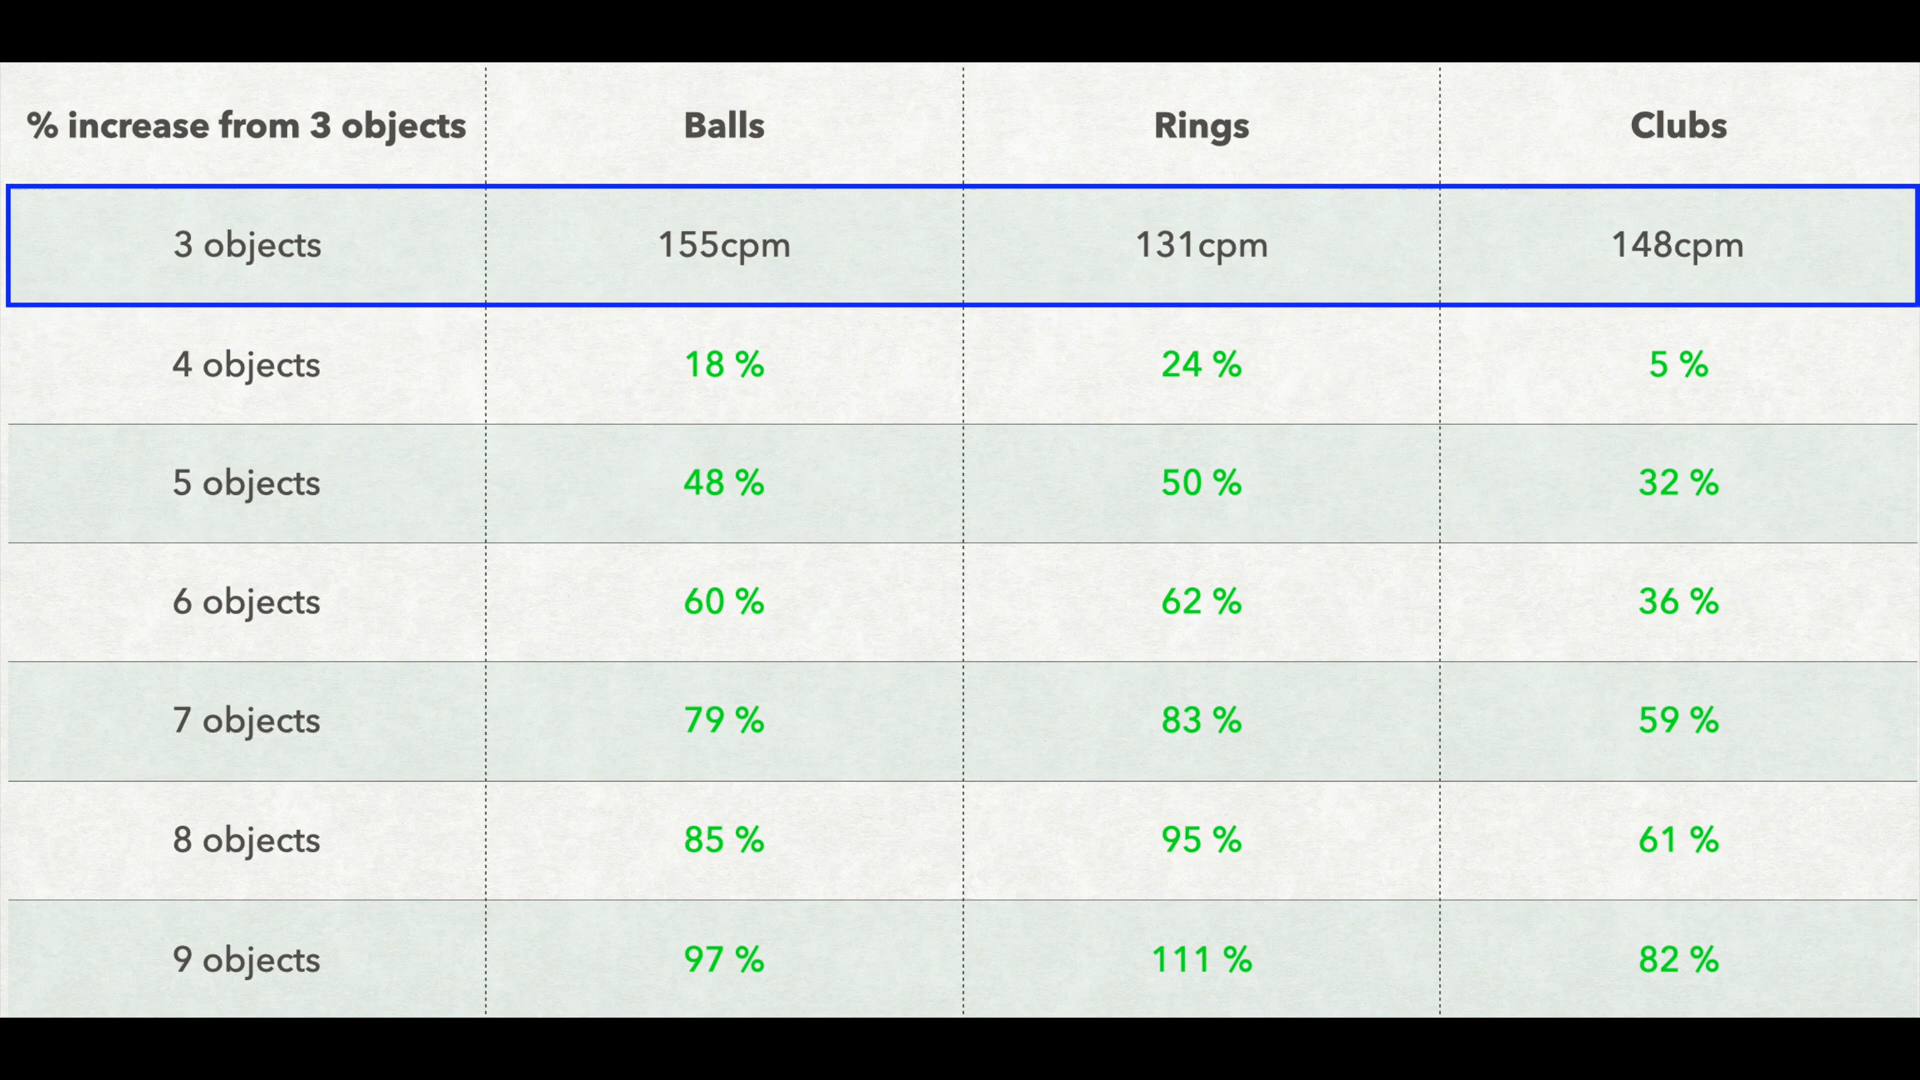 % increase from 3 objects Balls Rings Clubs
3 objects 155cpm 131cpm 148cpm
4 objects 18 % 24 % 5 %
5 objects 48 % 50 % 32 %
6 objects 60 % 62 % 36 %
7 objects 79 % 83 % 59 %
8 objects 85 % 95 % 61 %
9 objects 97 % 111 % 82 %